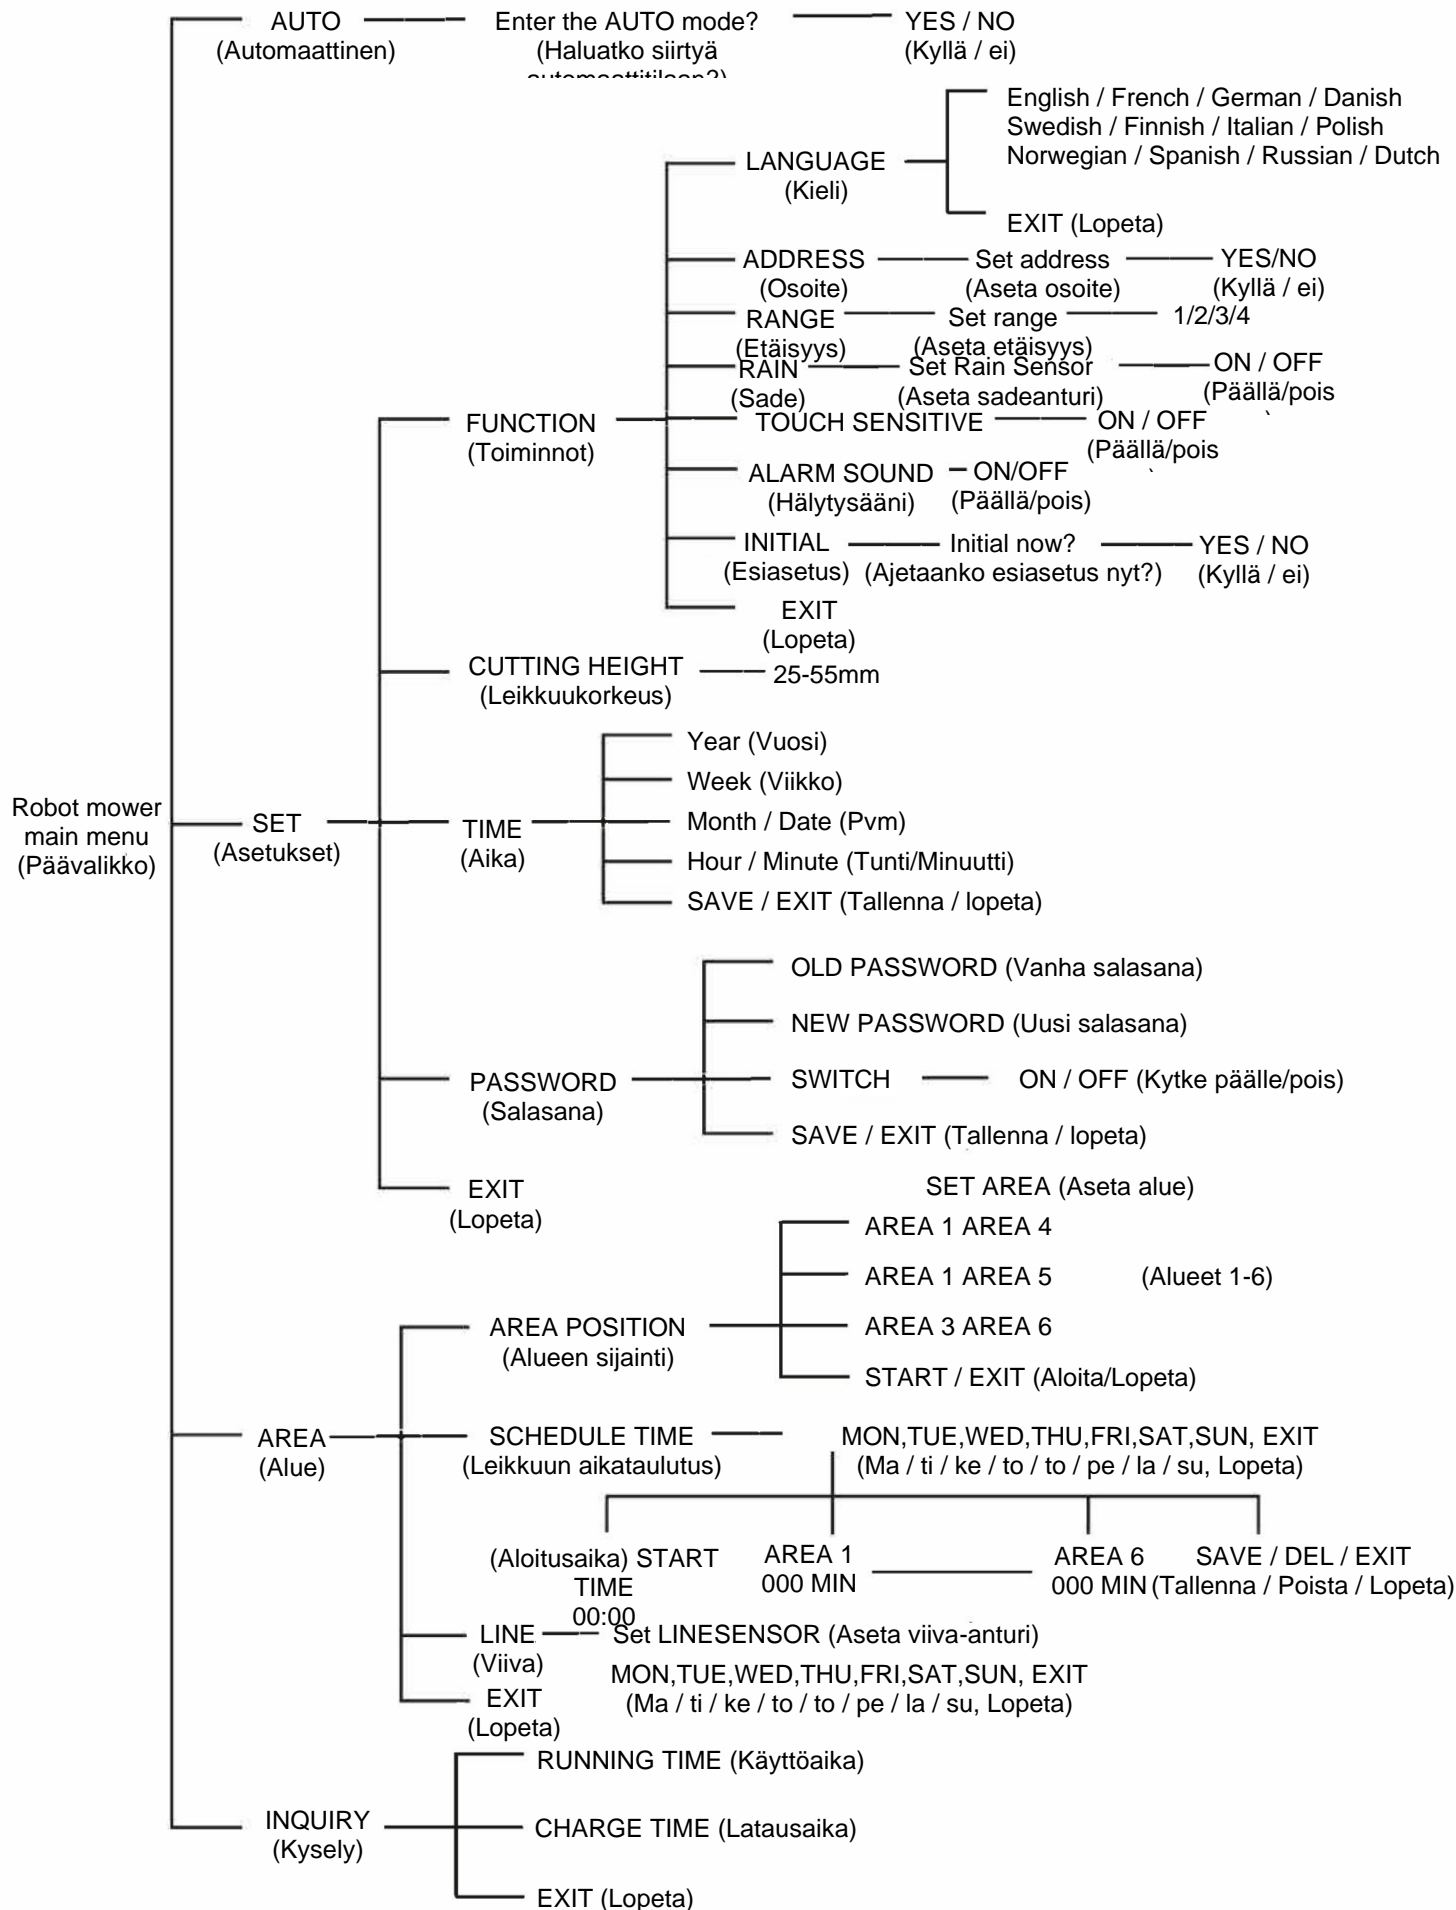 AUTO
(Automaattinen)
Enter the AUTO mode?
(Haluatko siirtyä
automaattitilaan?)
YES / NO
(Kyllä / ei)
English / French / German / Danish
Swedish / Finnish / Italian / Polish
Norwegian / Spanish / Russian / Dutch
LANGUAGE
(Kieli)
EXIT (Lopeta)
ADDRESS
(Osoite)
Set address
(Aseta osoite)
YES/NO
(Kyllä / ei)
RANGE
(Etäisyys)
Set range
(Aseta etäisyys)
1/2/3/4
RAIN
(Sade)
Set Rain Sensor
(Aseta sadeanturi)
ON / OFF
(Päällä/pois
FUNCTION
(Toiminnot)
TOUCH SENSITIVE
ON / OFF
(Päällä/pois
ALARM SOUND
(Hälytysääni)
ON/OFF
(Päällä/pois)
INITIAL
(Esiasetus)
Initial now?
(Ajetaanko esiasetus nyt?)
YES / NO
(Kyllä / ei)
EXIT
(Lopeta)
CUTTING HEIGHT
(Leikkuukorkeus)
25-55mm
Robot mower
main menu
(Päävalikko)
SET
(Asetukset)
TIME
(Aika)
Year (Vuosi)
Week (Viikko)
Month / Date (Pvm)
Hour / Minute (Tunti/Minuutti)
SAVE / EXIT (Tallenna / lopeta)
PASSWORD
(Salasana)
OLD PASSWORD (Vanha salasana)
NEW PASSWORD (Uusi salasana)
SWITCH
ON / OFF (Kytke päälle/pois)
SAVE / EXIT (Tallenna / lopeta)
EXIT
(Lopeta)
SET AREA (Aseta alue)
AREA 1 AREA 4
AREA 1 AREA 5
(Alueet 1-6)
AREA 3 AREA 6
START / EXIT (Aloita/Lopeta)
AREA POSITION
(Alueen sijainti)
AREA
(Alue)
SCHEDULE TIME
(Leikkuun aikataulutus)
MON,TUE,WED,THU,FRI,SAT,SUN, EXIT
(Ma / ti / ke / to / to / pe / la / su, Lopeta)
(Aloitusaika) START
TIME
00:00
AREA 1
000 MIN
AREA 6
000 MIN
SAVE / DEL / EXIT
(Tallenna / Poista / Lopeta)
LINE
(Viiva)
Set LINESENSOR (Aseta viiva-anturi)
MON,TUE,WED,THU,FRI,SAT,SUN, EXIT
(Ma / ti / ke / to / to / pe / la / su, Lopeta)
EXIT
(Lopeta)
INQUIRY
(Kysely)
RUNNING TIME (Käyttöaika)
CHARGE TIME (Latausaika)
EXIT (Lopeta)